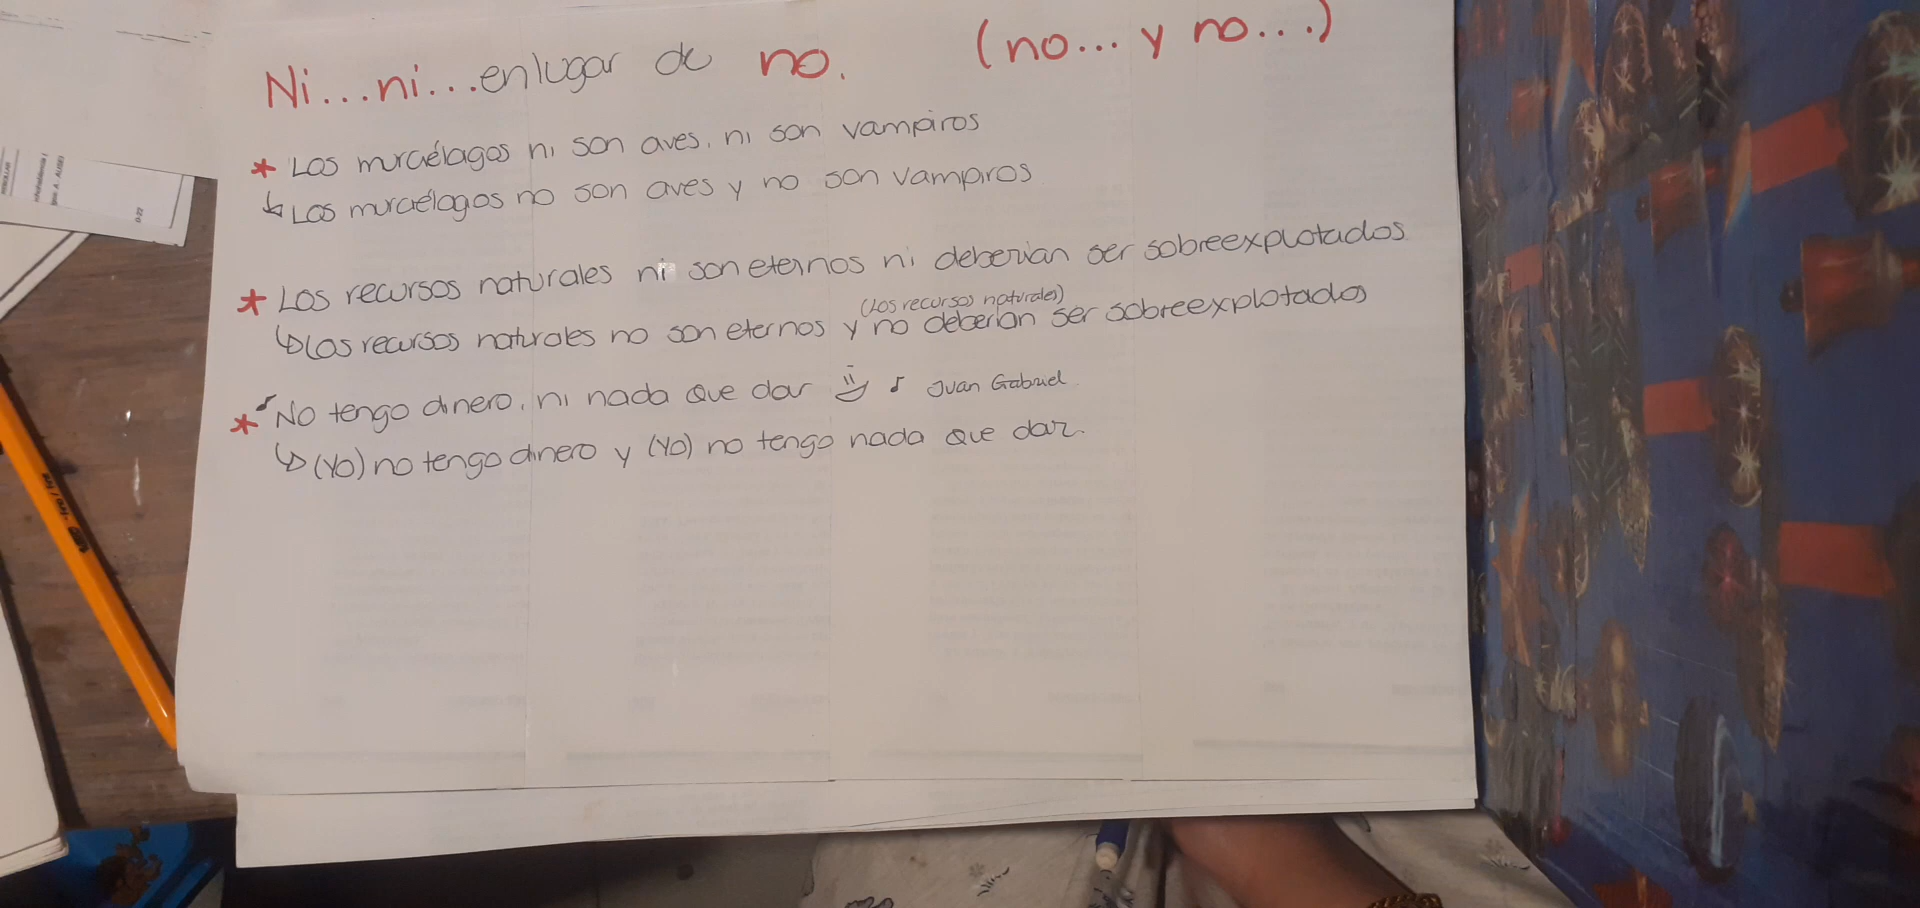 Ni...ni...en lugar de no. (no... y no...)
* Los murciélagos ni son aves, ni son vampiros
↳ Los murciélagos no son aves y no son vampiros
* Los recursos naturales ni son eternos ni deberían ser sobreexplotados
(Los recursos naturales)
↳ Los recursos naturales no son eternos y no deberían ser sobreexplotados
* ♪ No tengo dinero, ni nada que dar ♪ Juan Gabriel
↳ (Yo) no tengo dinero y (Yo) no tengo nada que dar.